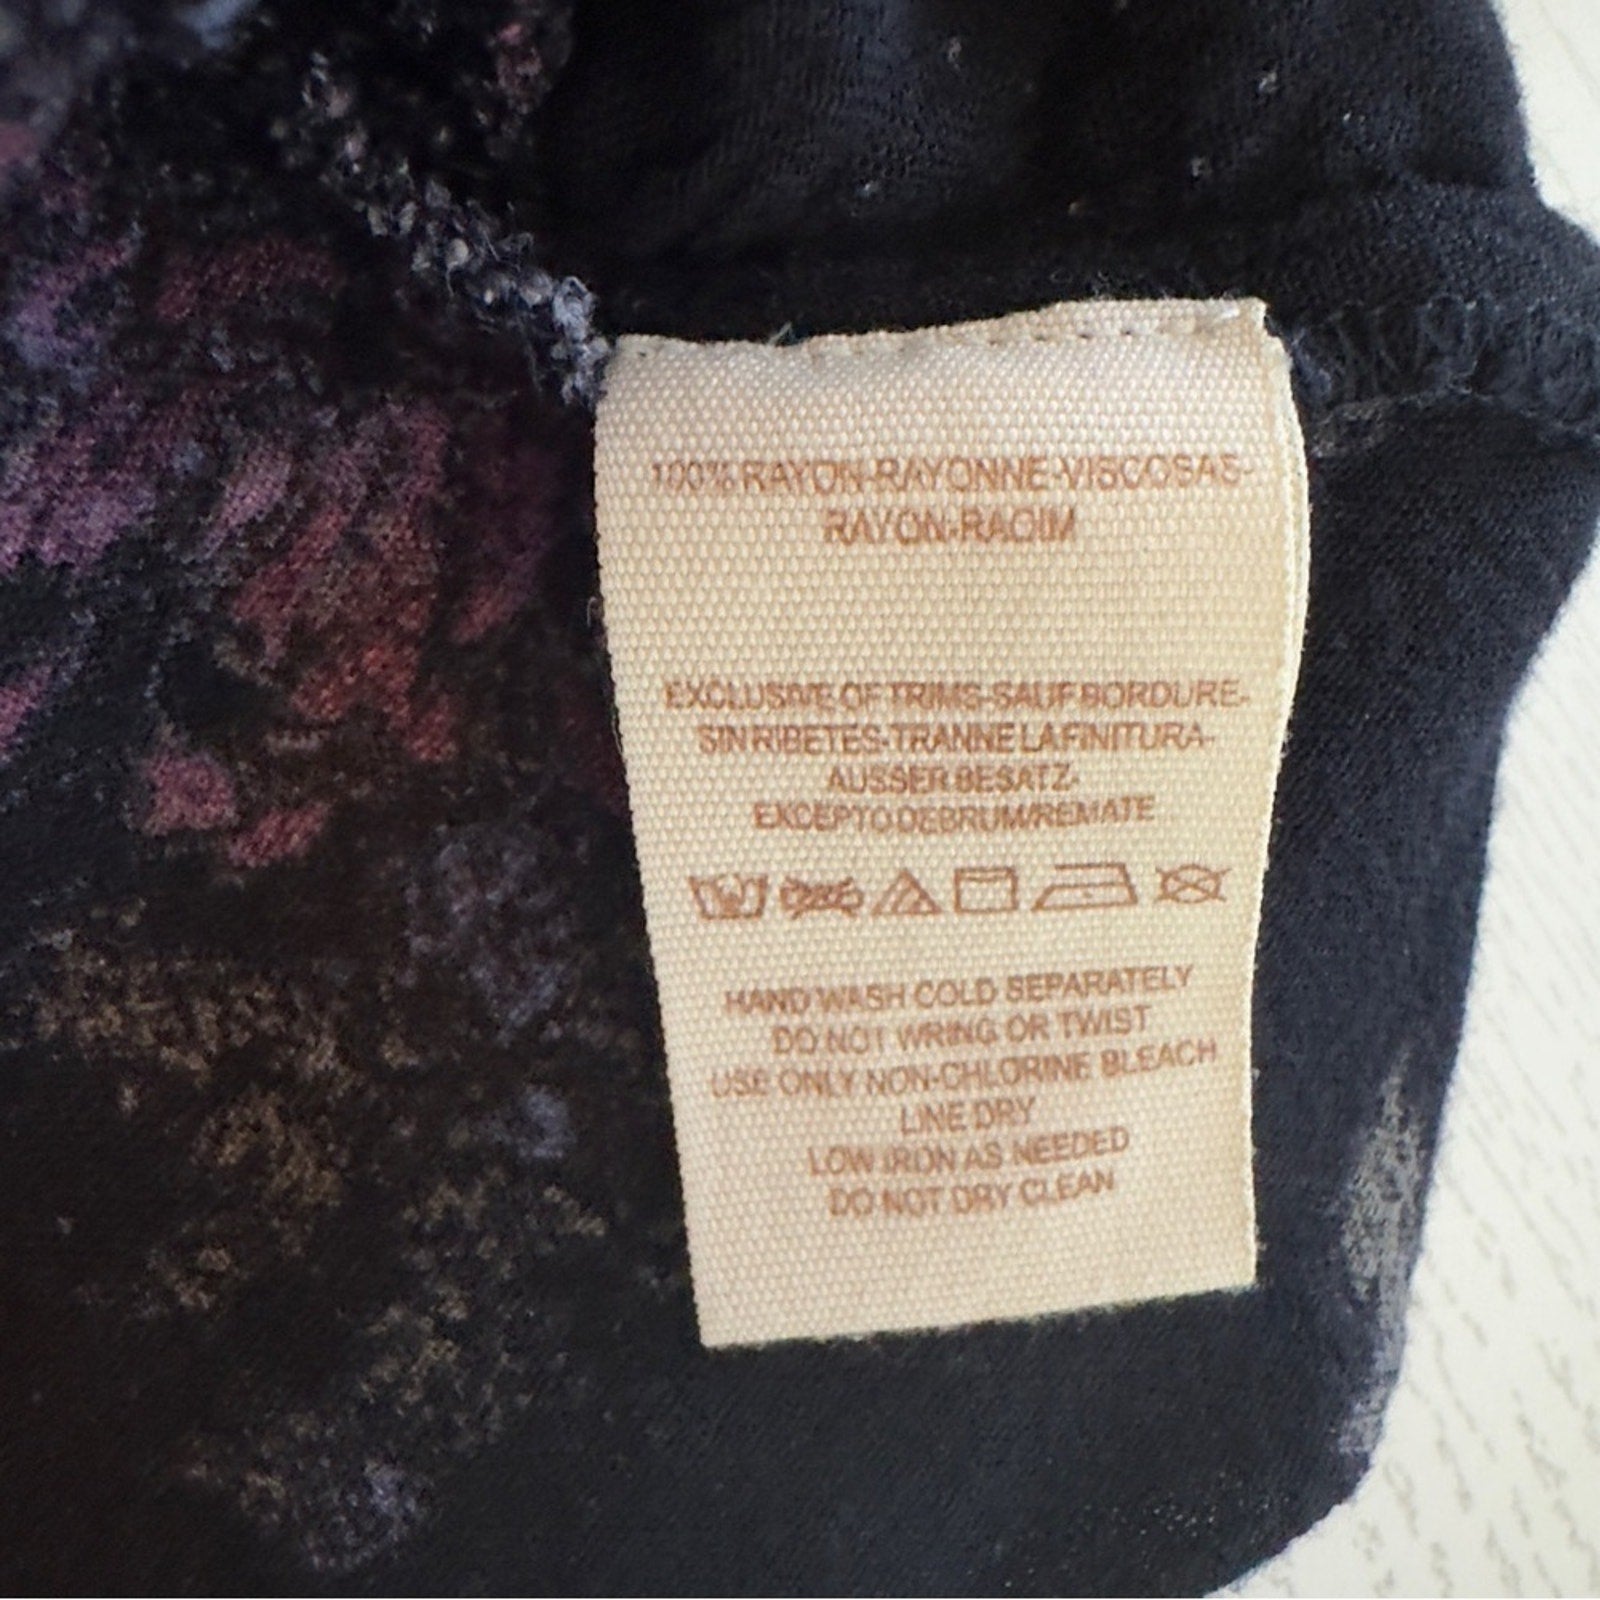 100% RAYON-RAYONNE-VISCOSAS-
RAYON-RAOIIM
EXCLUSIVE OF TRIMS-SAUF BORDURE-
SIN RIBETES-TRANNE LA FINITURA-
AUSSER BESATZ-
EXCEPTO DEBRUM/REMATE
HAND WASH COLD SEPARATELY
DO NOT WRING OR TWIST
USE ONLY NON-CHLORINE BLEACH
LINE DRY
LOW IRON AS NEEDED
DO NOT DRY CLEAN